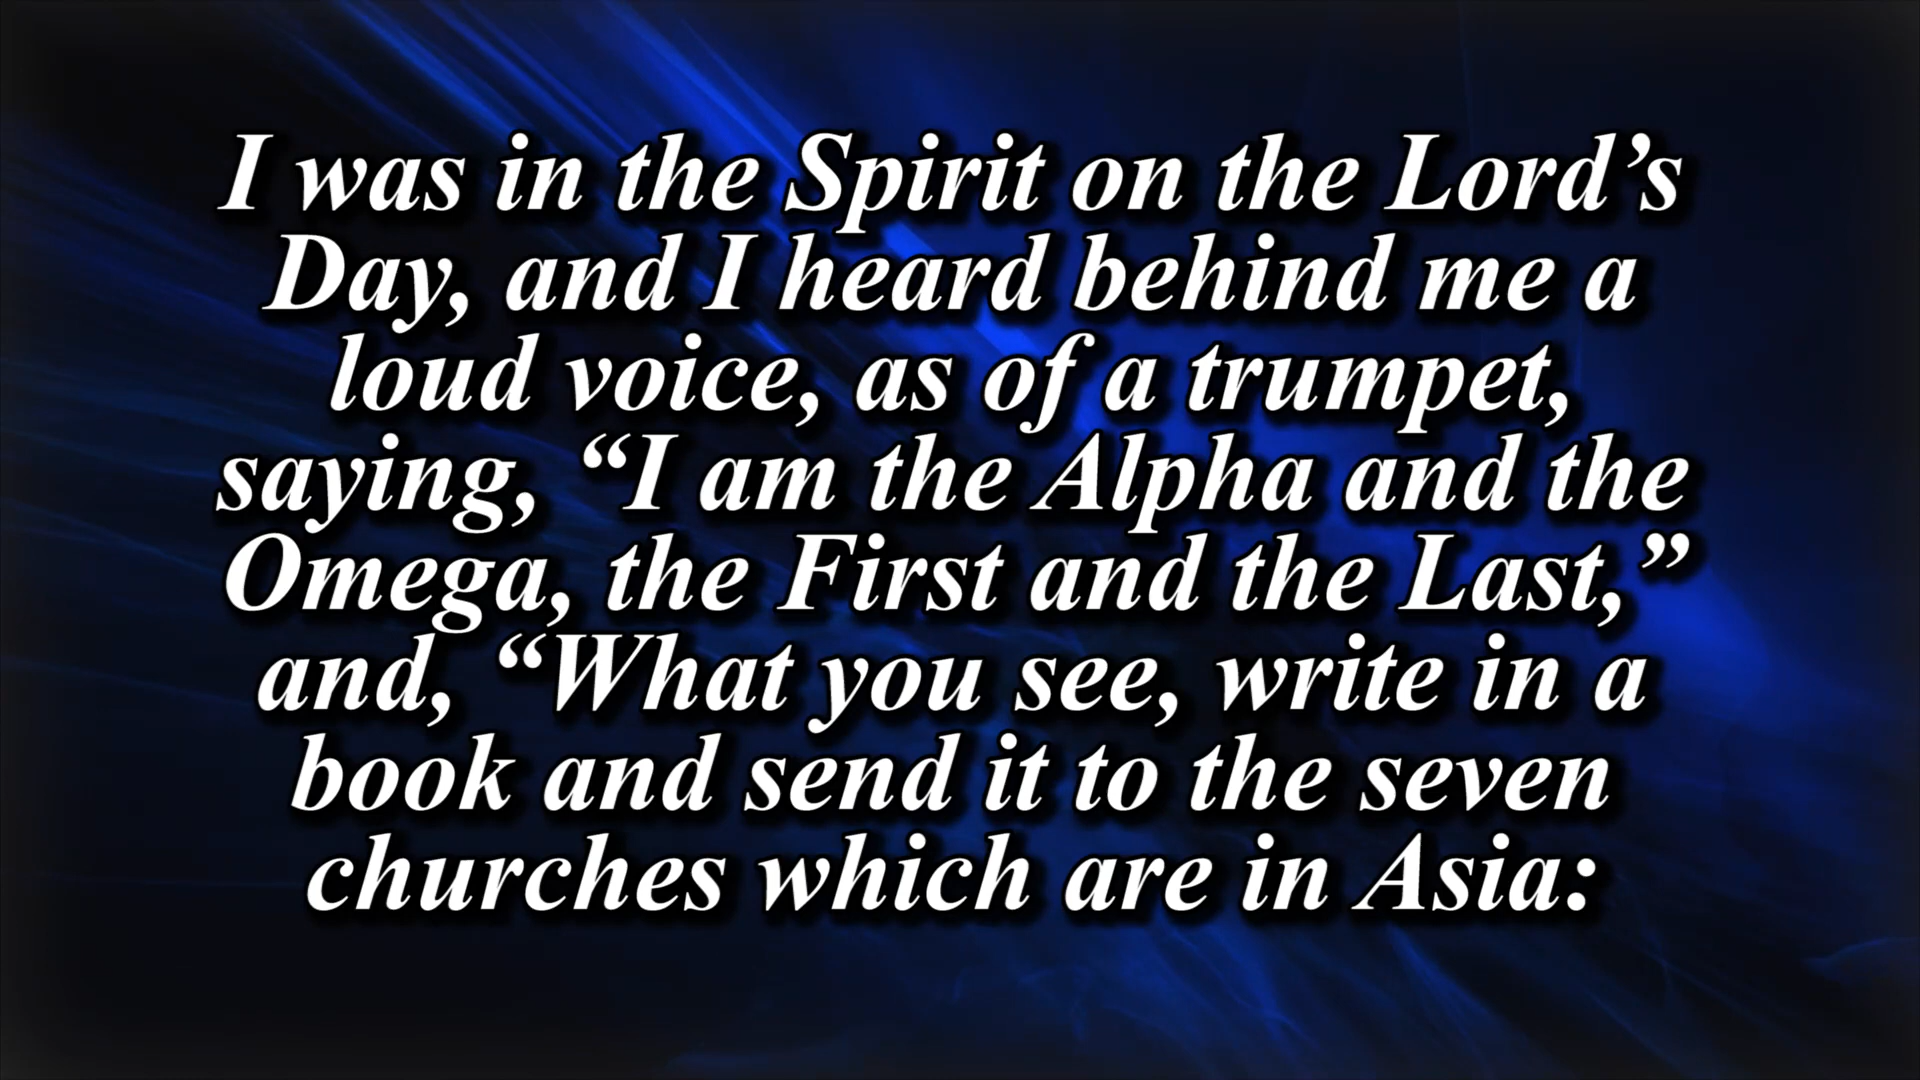 I was in the Spirit on the Lord’s
Day, and I heard behind me a
loud voice, as of a trumpet,
saying, “I am the Alpha and the
Omega, the First and the Last,”
and, “What you see, write in a
book and send it to the seven
churches which are in Asia: